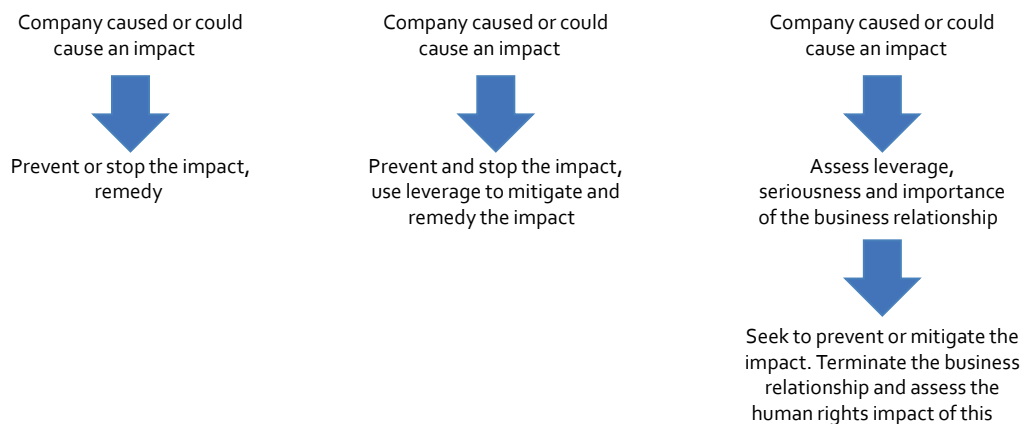 Company caused or could
cause an impact
Prevent or stop the impact,
remedy
Company caused or could
cause an impact
Prevent and stop the impact,
use leverage to mitigate and
remedy the impact
Company caused or could
cause an impact
Assess leverage,
seriousness and importance
of the business relationship
Seek to prevent or mitigate the
impact. Terminate the business
relationship and assess the
human rights impact of this